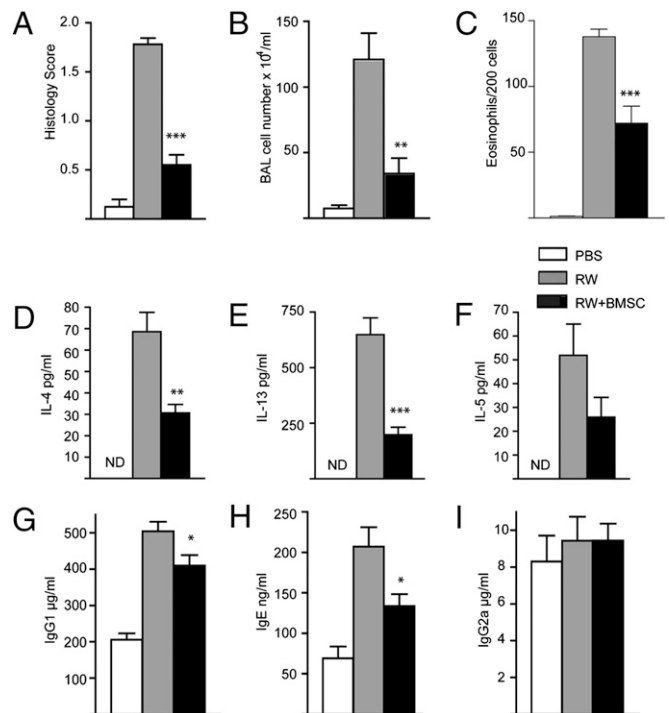 A
Histology Score
2.0
1.5
1.0
0.5
***
B
BAL cell number x 10⁴/ml
150
100
50
**
C
Eosinophils/200 cells
150
100
50
***
PBS
RW
RW+BMSC
D
IL-4 pg/ml
80
70
60
50
40
30
20
10
ND
**
E
IL-13 pg/ml
750
500
250
ND
***
F
IL-5 pg/ml
70
60
50
40
30
20
10
ND
G
IgG1 µg/ml
500
400
300
200
100
*
H
IgE ng/ml
250
200
150
100
50
*
I
IgG2a µg/ml
10
8
6
4
2